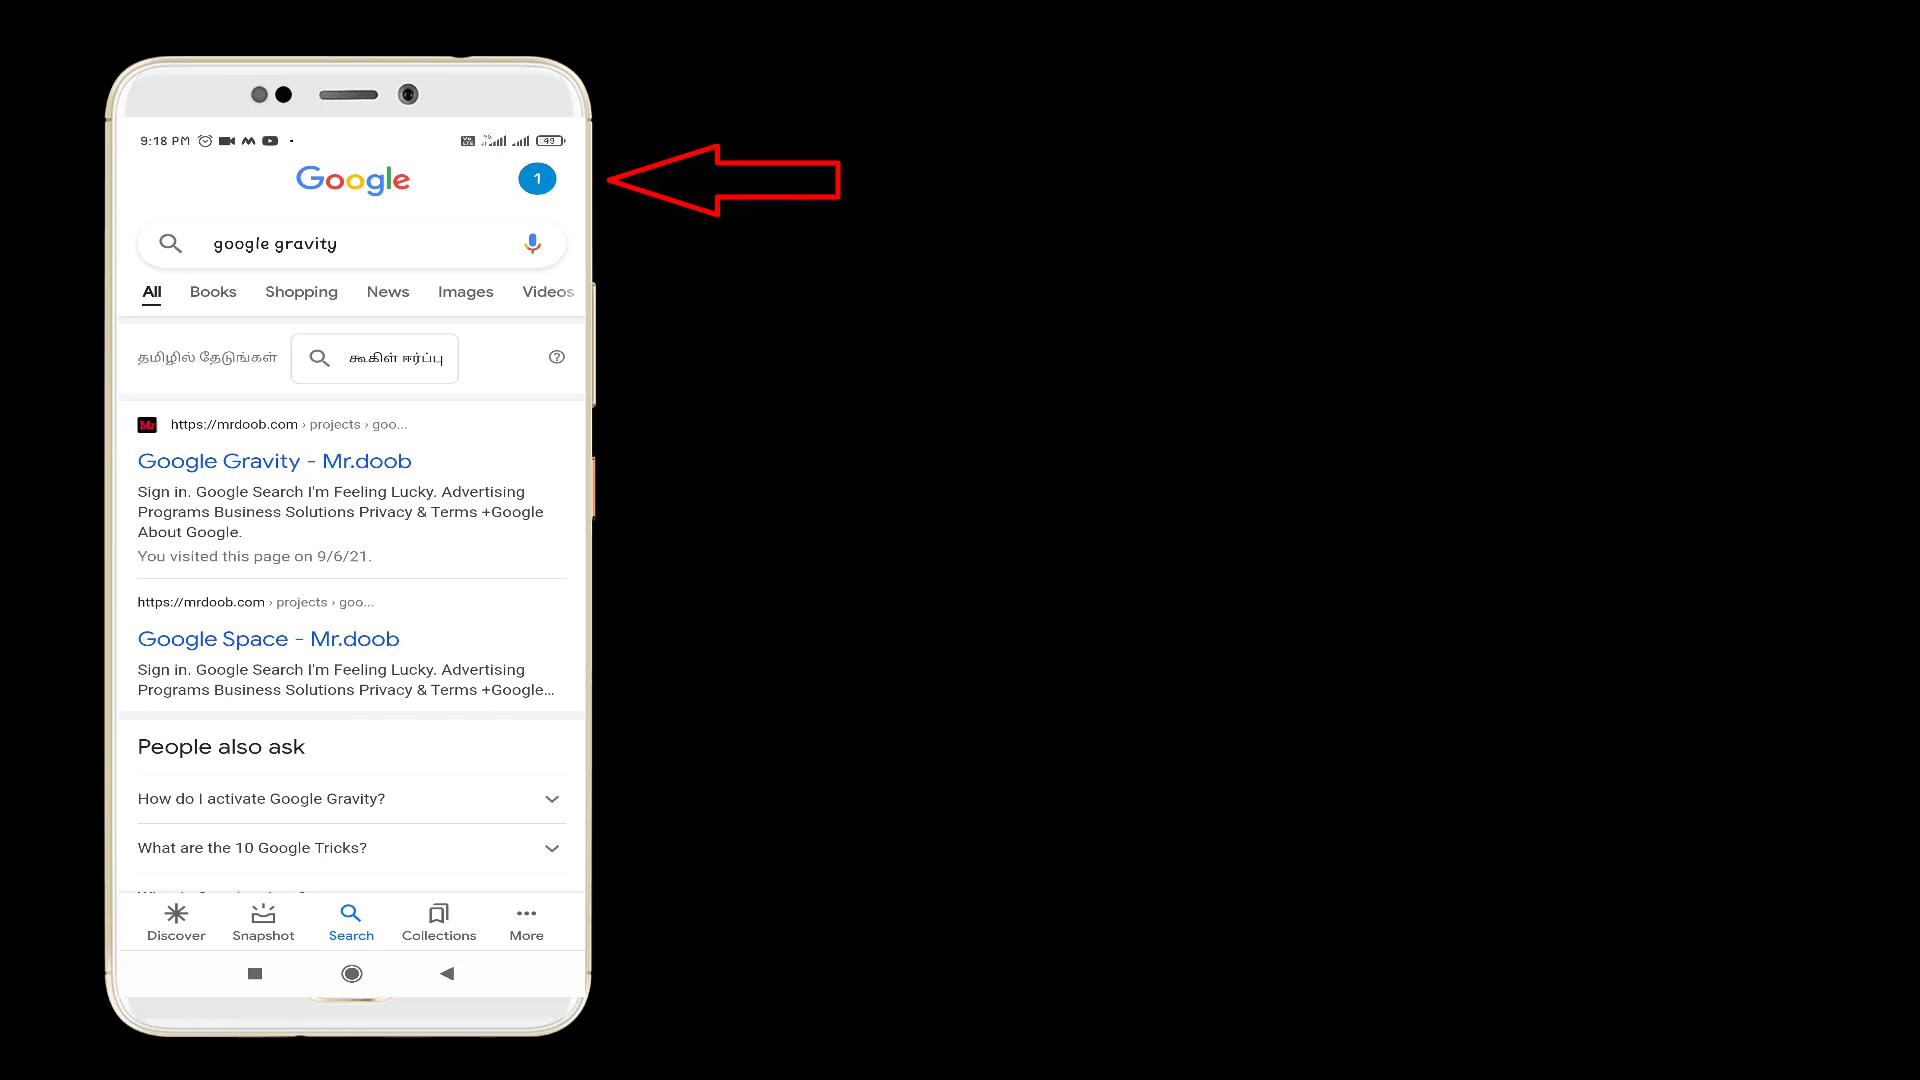 9:18 PM
49
Google
1
google gravity
All Books Shopping News Images Videos
தமிழில் தேடுங்கள் கூகிள் ஈர்ப்பு
Mr https://mrdoob.com › projects › goo...
Google Gravity - Mr.doob
Sign in. Google Search I'm Feeling Lucky. Advertising
Programs Business Solutions Privacy & Terms +Google
About Google.
You visited this page on 9/6/21.
https://mrdoob.com › projects › goo...
Google Space - Mr.doob
Sign in. Google Search I'm Feeling Lucky. Advertising
Programs Business Solutions Privacy & Terms +Google...
People also ask
How do I activate Google Gravity?
What are the 10 Google Tricks?
Discover Snapshot Search Collections More